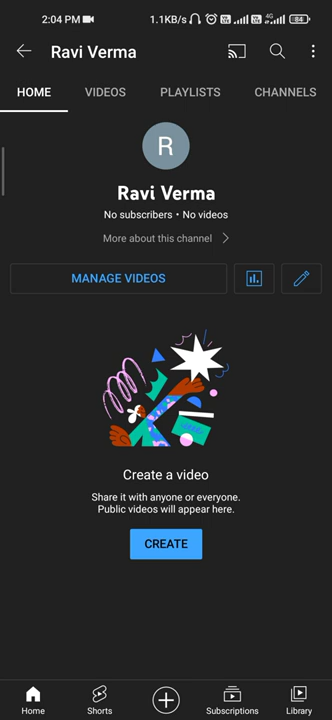 2:04 PM 1.1KB/s 4G 84
Ravi Verma
HOME VIDEOS PLAYLISTS CHANNELS
R
Ravi Verma
No subscribers • No videos
More about this channel
MANAGE VIDEOS
Create a video
Share it with anyone or everyone.
Public videos will appear here.
CREATE
Home Shorts Subscriptions Library